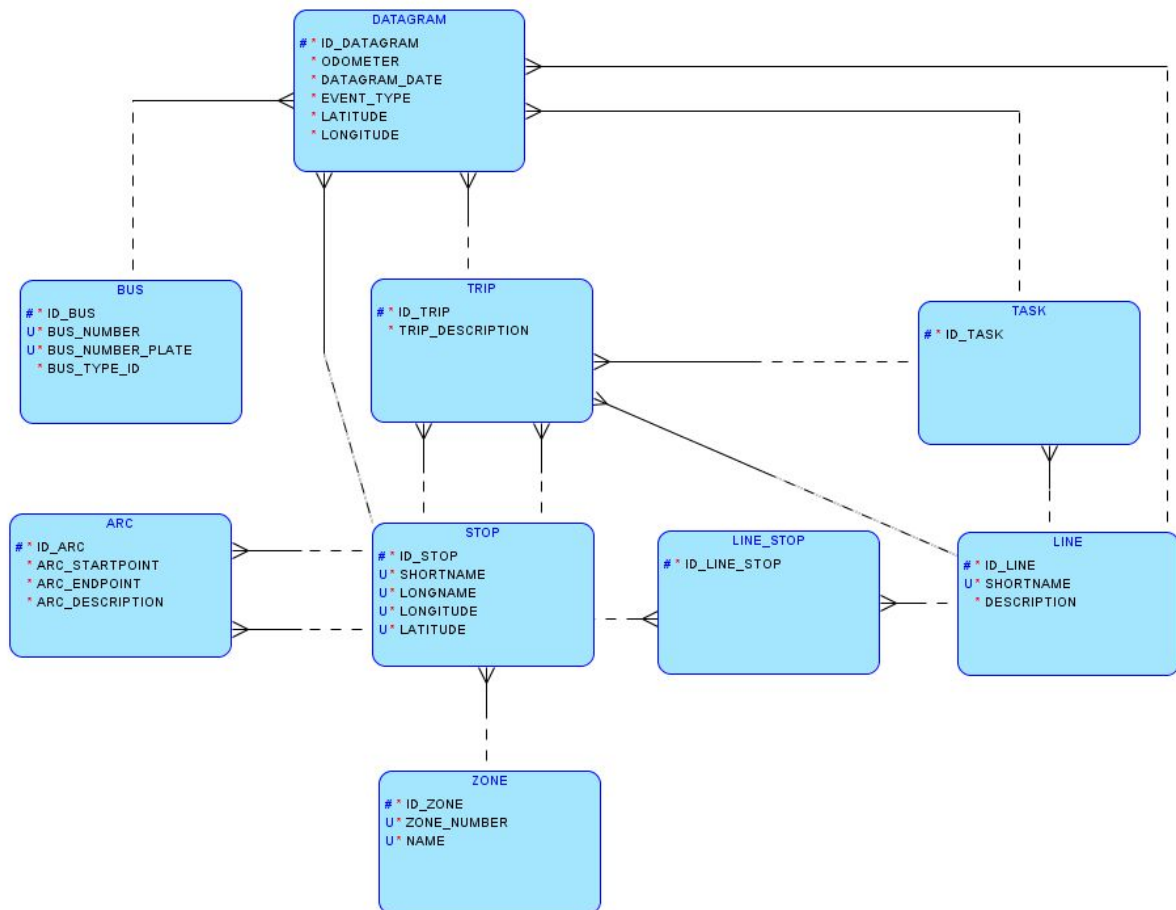 DATAGRAM
# * ID_DATAGRAM
* ODOMETER
* DATAGRAM_DATE
* EVENT_TYPE
* LATITUDE
* LONGITUDE
BUS
# * ID_BUS
U * BUS_NUMBER
U * BUS_NUMBER_PLATE
* BUS_TYPE_ID
TRIP
# * ID_TRIP
* TRIP_DESCRIPTION
TASK
# * ID_TASK
ARC
# * ID_ARC
* ARC_STARTPOINT
* ARC_ENDPOINT
* ARC_DESCRIPTION
STOP
# * ID_STOP
U * SHORTNAME
U * LONGNAME
U * LONGITUDE
U * LATITUDE
LINE_STOP
# * ID_LINE_STOP
LINE
# * ID_LINE
U * SHORTNAME
* DESCRIPTION
ZONE
# * ID_ZONE
U * ZONE_NUMBER
U * NAME